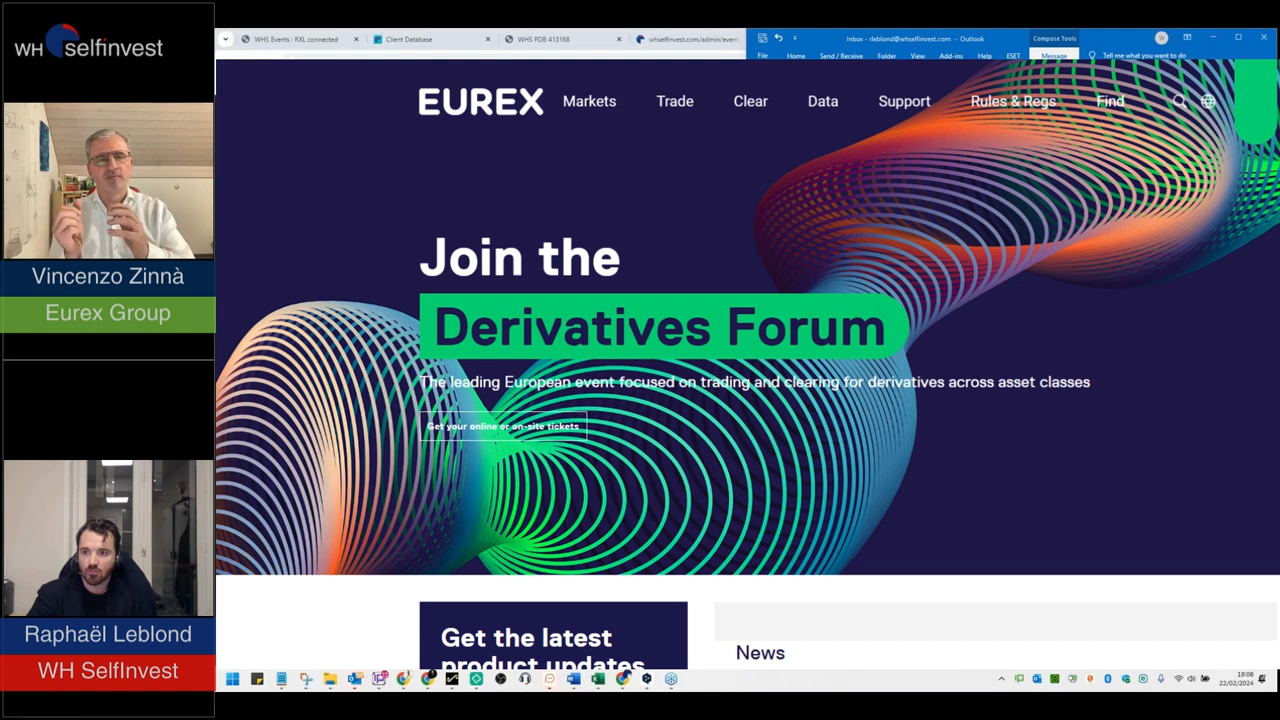 WH selfinvest
Vincenzo Zinnà
Eurex Group
Raphaël Leblond
WH SelfInvest
WHS Events : RXL connected
Client Database
WHS PDB 413168
whselfinvest.com/admin/event
Inbox - rleblond@whselfinvest.com - Outlook
Compose Tools
W
File Home Send / Receive Folder View Add-ins Help ESET Message Tell me what you want to do
EUREX
Markets Trade Clear Data Support Rules & Regs Find
Join the
Derivatives Forum
The leading European event focused on trading and clearing for derivatives across asset classes
Get your online or on-site tickets
Get the latest
product updates
News
19:08
22/02/2024